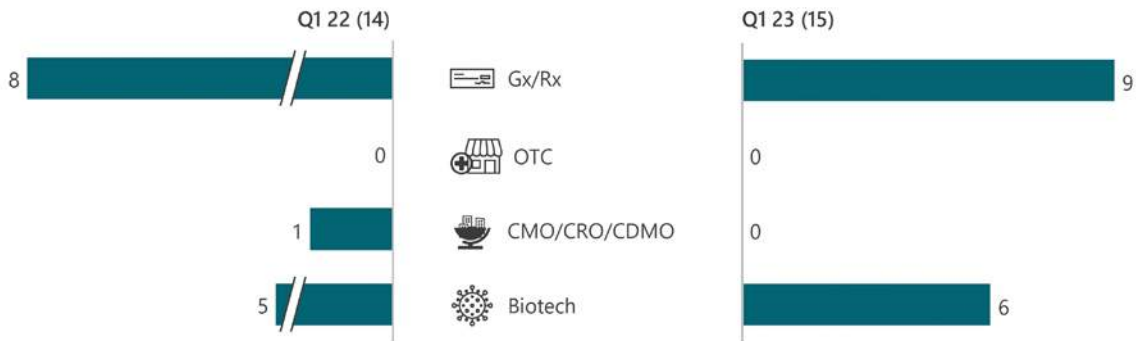 Q1 22 (14)
Q1 23 (15)
8
Gx/Rx
9
0
OTC
0
1
CMO/CRO/CDMO
0
5
Biotech
6